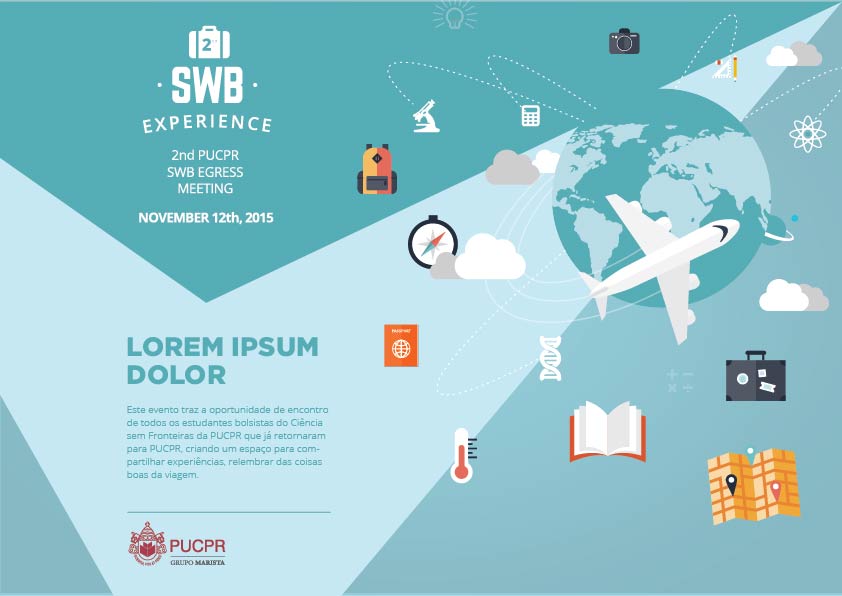 2nd
SWB
EXPERIENCE
2nd PUCPR
SWB EGRESS
MEETING
NOVEMBER 12th, 2015
PASSPORT
LOREM IPSUM
DOLOR
Este evento traz a oportunidade de encontro
de todos os estudantes bolsistas do Ciência
sem Fronteiras da PUCPR que já retornaram
para PUCPR, criando um espaço para com-
partilhar experiências, relembrar das coisas
boas da viagem.
PUCPR
GRUPO MARISTA